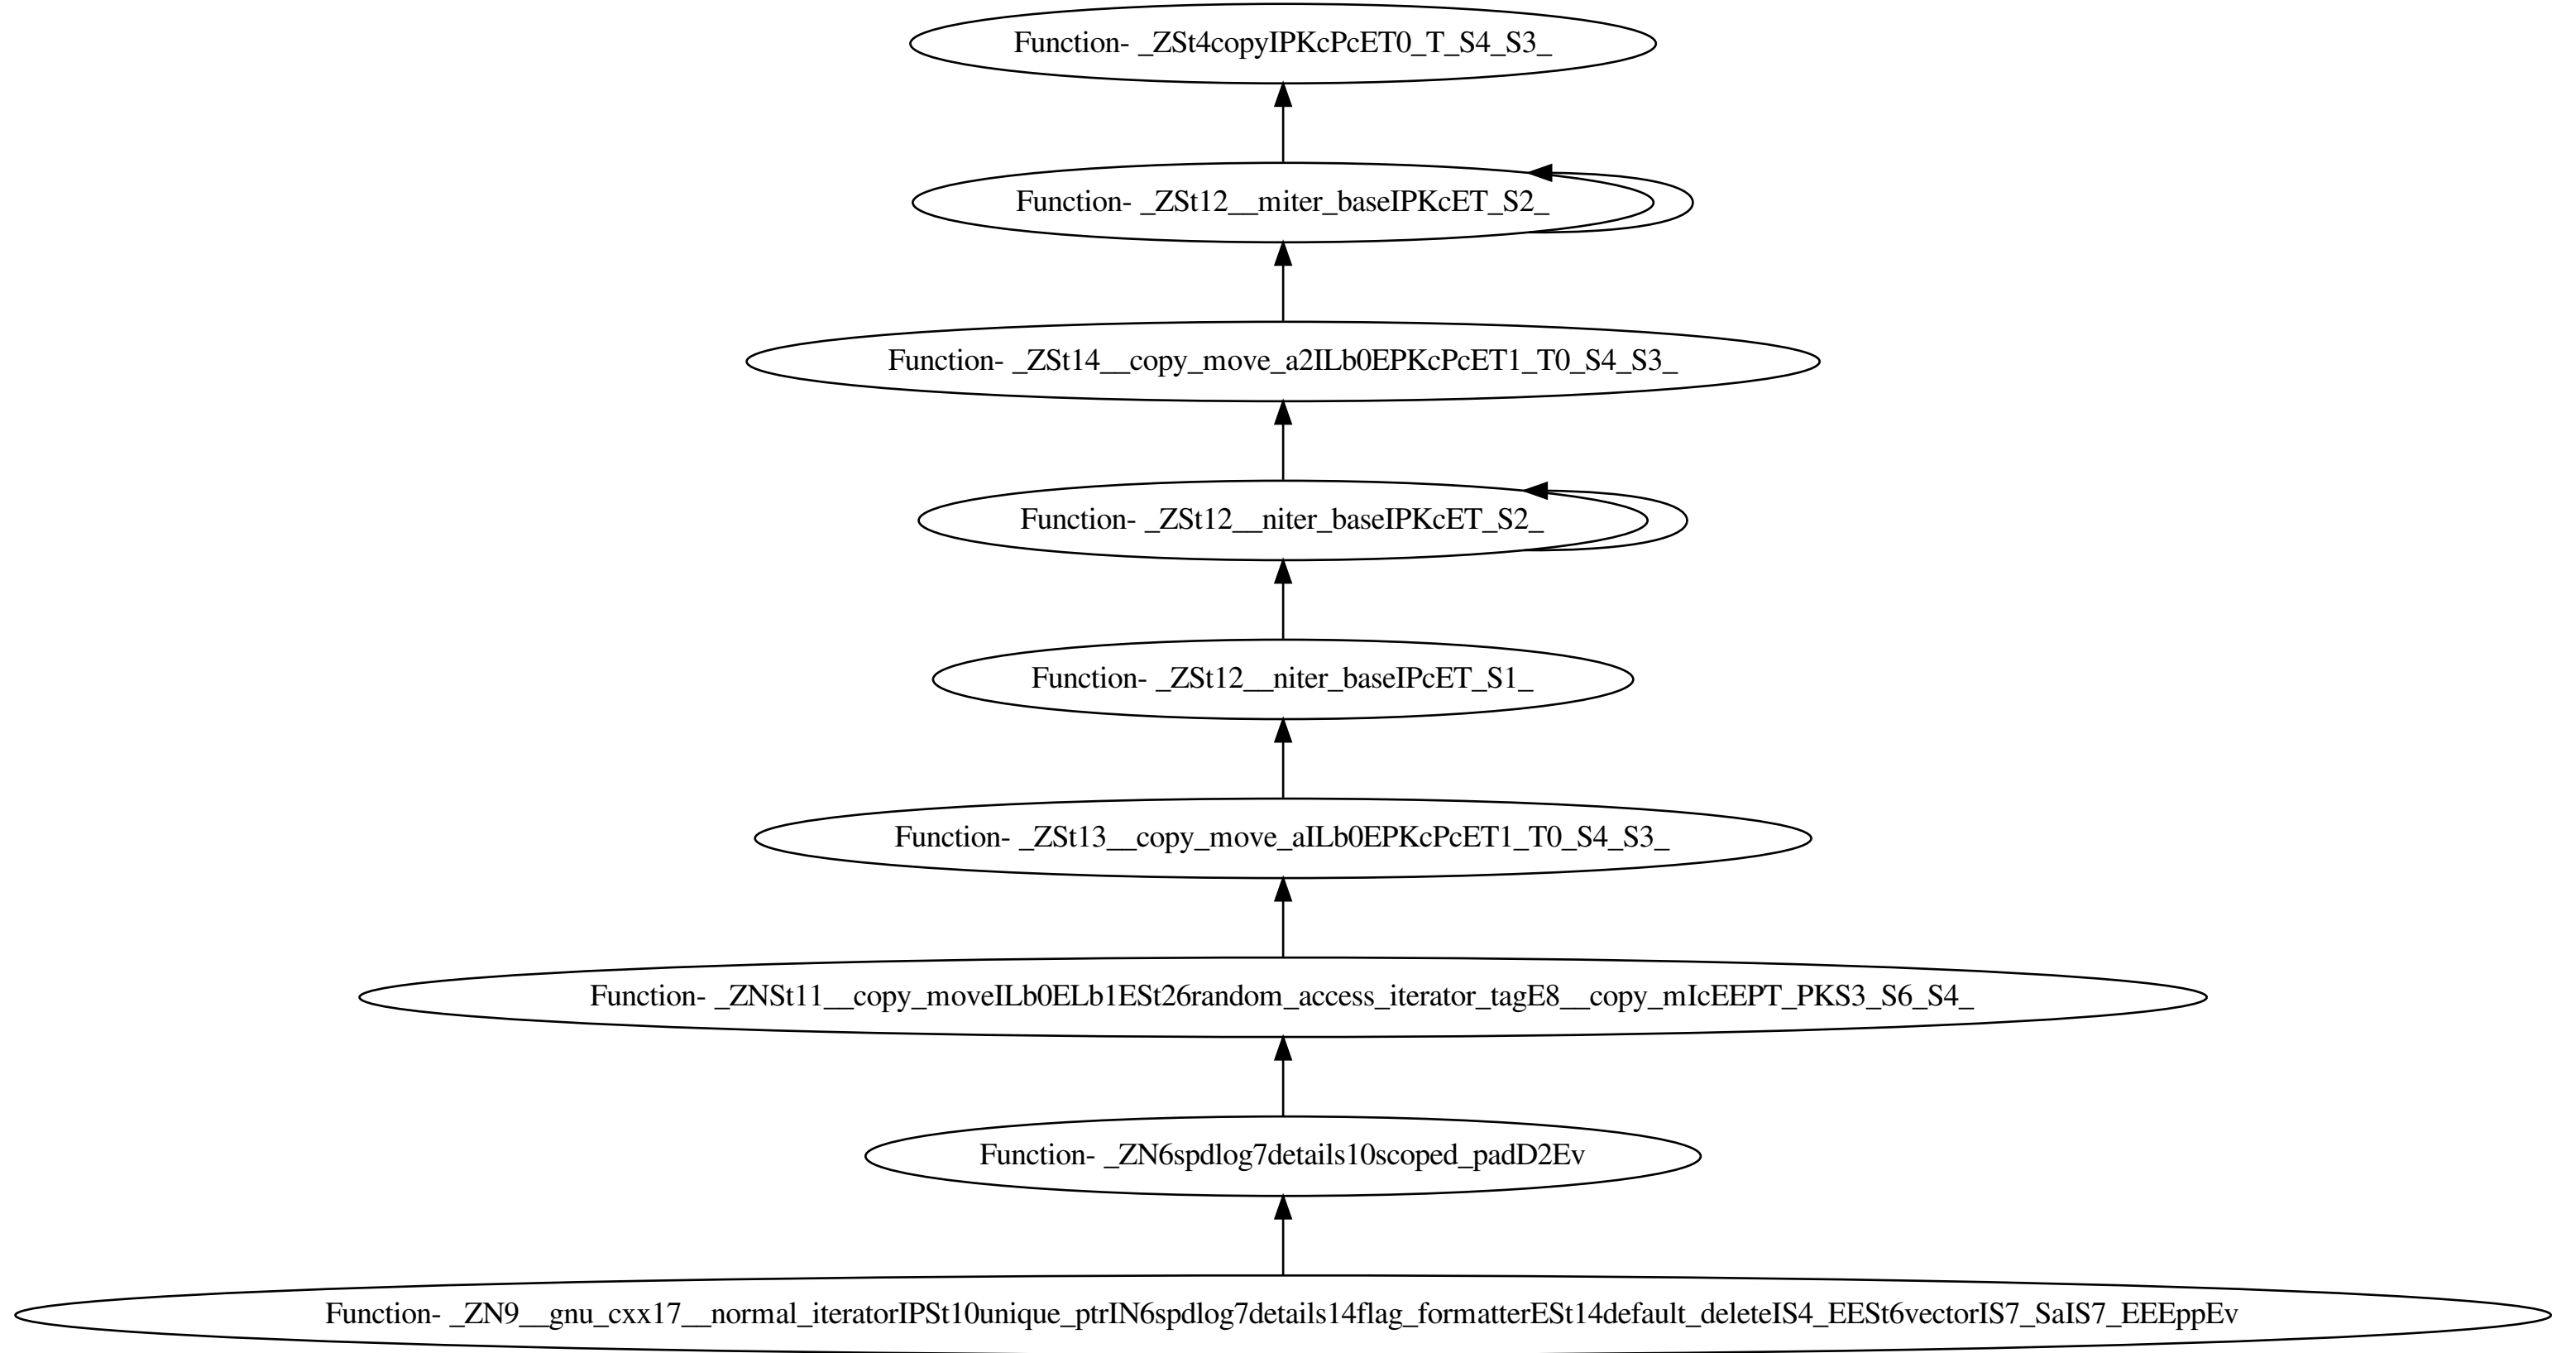 Function- _ZSt4copyIPKcPcET0_T_S4_S3_
Function- _ZSt12__miter_baseIPKcET_S2_
Function- _ZSt14__copy_move_a2ILb0EPKcPcET1_T0_S4_S3_
Function- _ZSt12__niter_baseIPKcET_S2_
Function- _ZSt12__niter_baseIPcET_S1_
Function- _ZSt13__copy_move_aILb0EPKcPcET1_T0_S4_S3_
Function- _ZNSt11__copy_moveILb0ELb1ESt26random_access_iterator_tagE8__copy_mIcEEPT_PKS3_S6_S4_
Function- _ZN6spdlog7details10scoped_padD2Ev
Function- _ZN9__gnu_cxx17__normal_iteratorIPSt10unique_ptrIN6spdlog7details14flag_formatterESt14default_deleteIS4_EESt6vectorIS7_SaIS7_EEEppEv